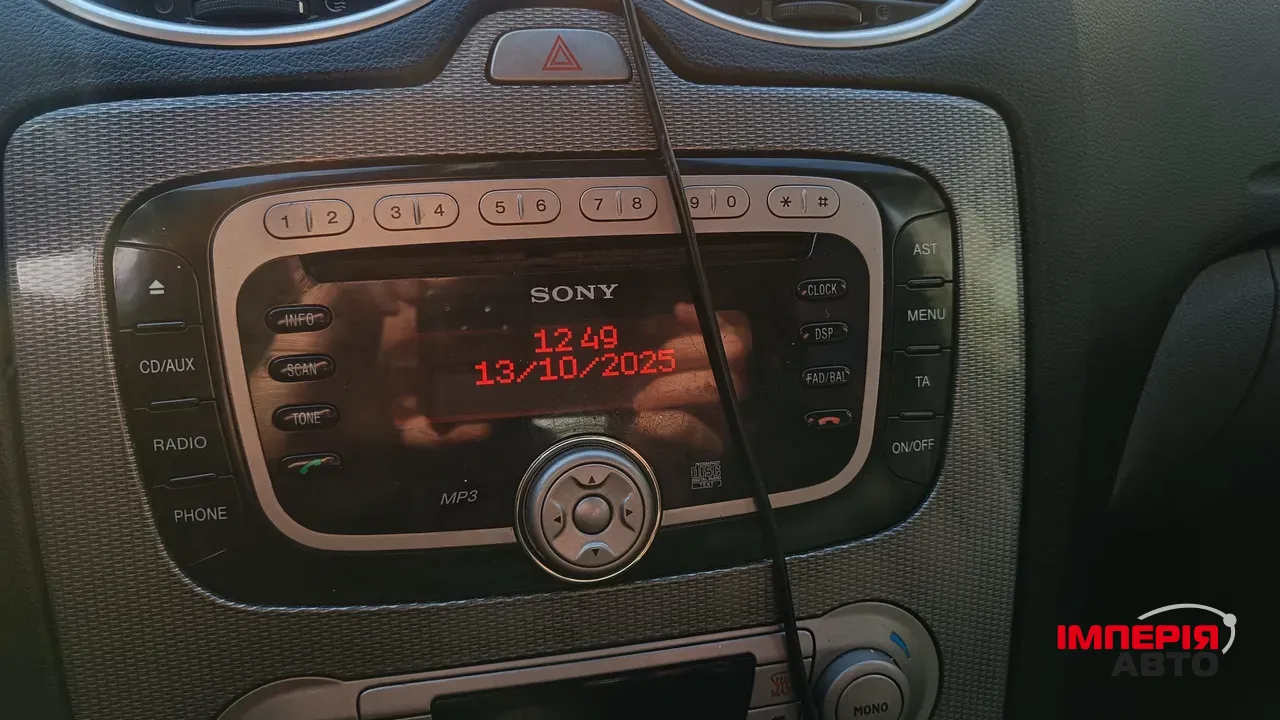 1 2 3 4 5 6 7 8 9 0 * #
AST
SONY
CLOCK
INFO
MENU
12 49
DSP
13/10/2025
CD/AUX
SCAN
FAD/BAL
TA
TONE
RADIO
ON/OFF
MP3
DISC
PHONE
ІМПЕРІЯ
АВТО
MONO